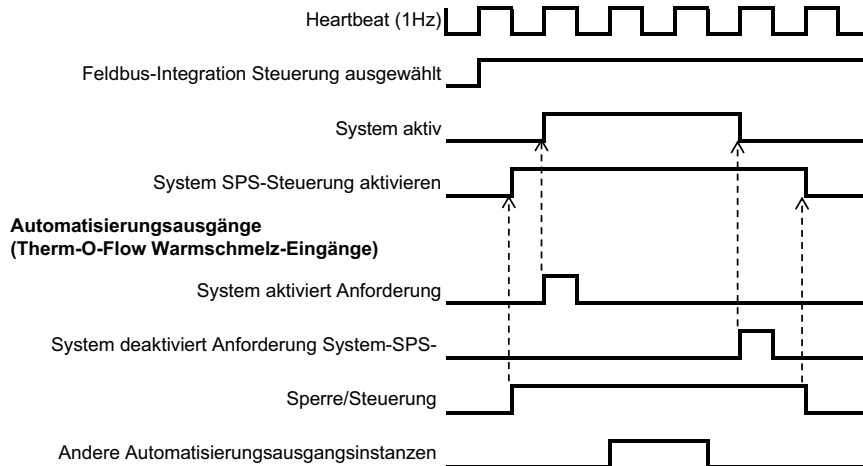 Heartbeat (1Hz)
Feldbus-Integration Steuerung ausgewählt
System aktiv
System SPS-Steuerung aktivieren
Automatisierungsausgänge
(Therm-O-Flow Warmschmelz-Eingänge)
System aktiviert Anforderung
System deaktiviert Anforderung System-SPS-
Sperre/Steuerung
Andere Automatisierungsausgangsinstanzen